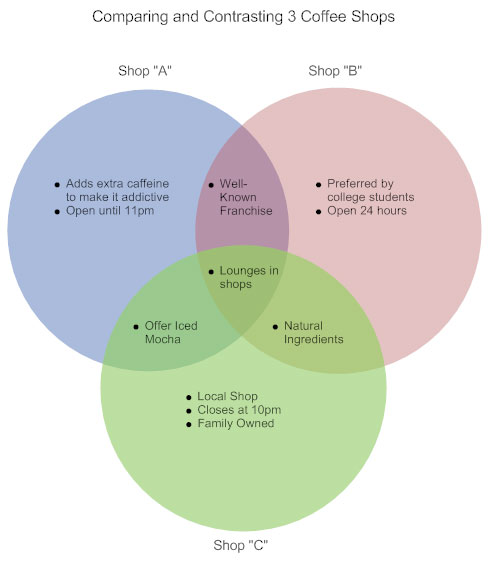 Comparing and Contrasting 3 Coffee Shops
Shop "A"
Shop "B"
● Adds extra caffeine
to make it addictive
● Open until 11pm
● Well-
Known
Franchise
● Preferred by
college students
● Open 24 hours
● Lounges in
shops
● Offer Iced
Mocha
● Natural
Ingredients
● Local Shop
● Closes at 10pm
● Family Owned
Shop "C"